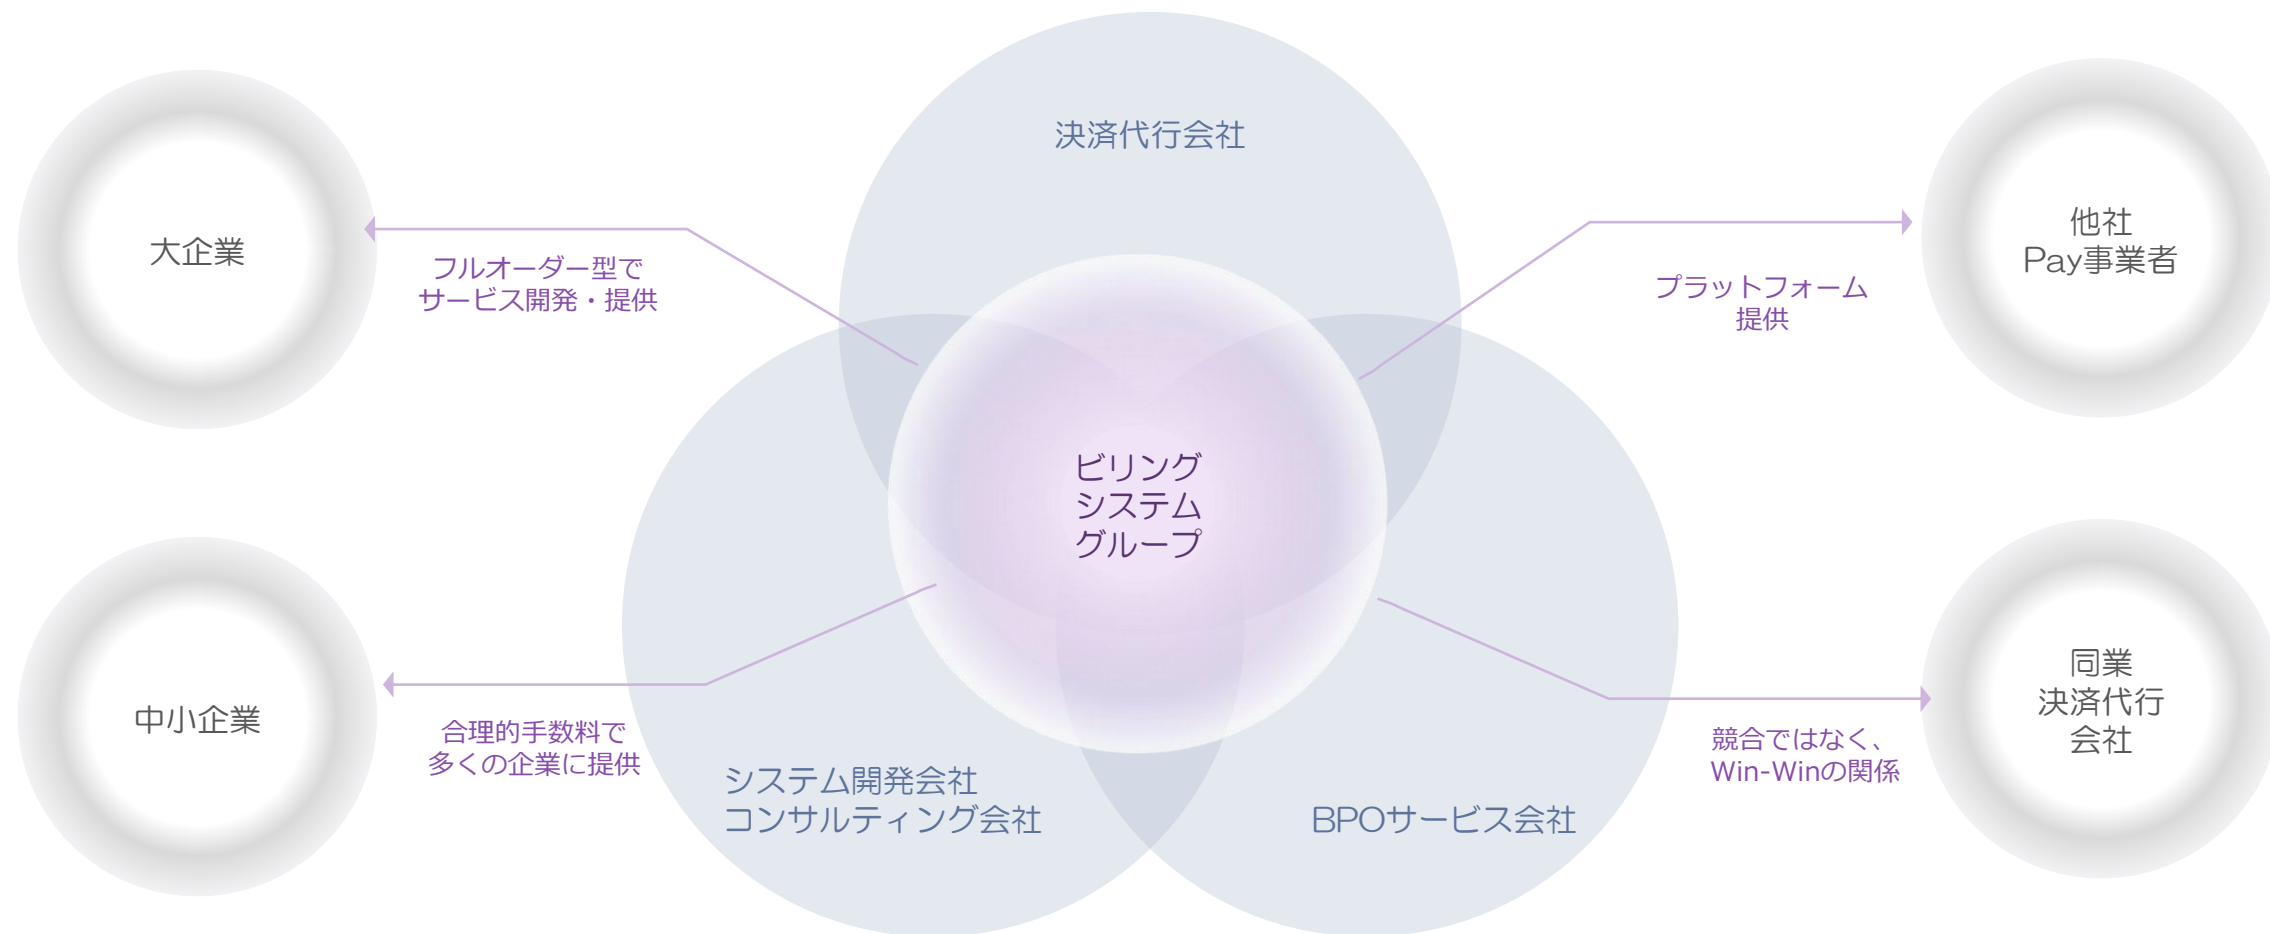 決済代行会社
大企業
フルオーダー型で
サービス開発・提供
他社
Pay事業者
プラットフォーム
提供
ビリング
システム
グループ
中小企業
合理的手数料で
多くの企業に提供
同業
決済代行
会社
競合ではなく、
Win-Winの関係
システム開発会社
コンサルティング会社
BPOサービス会社